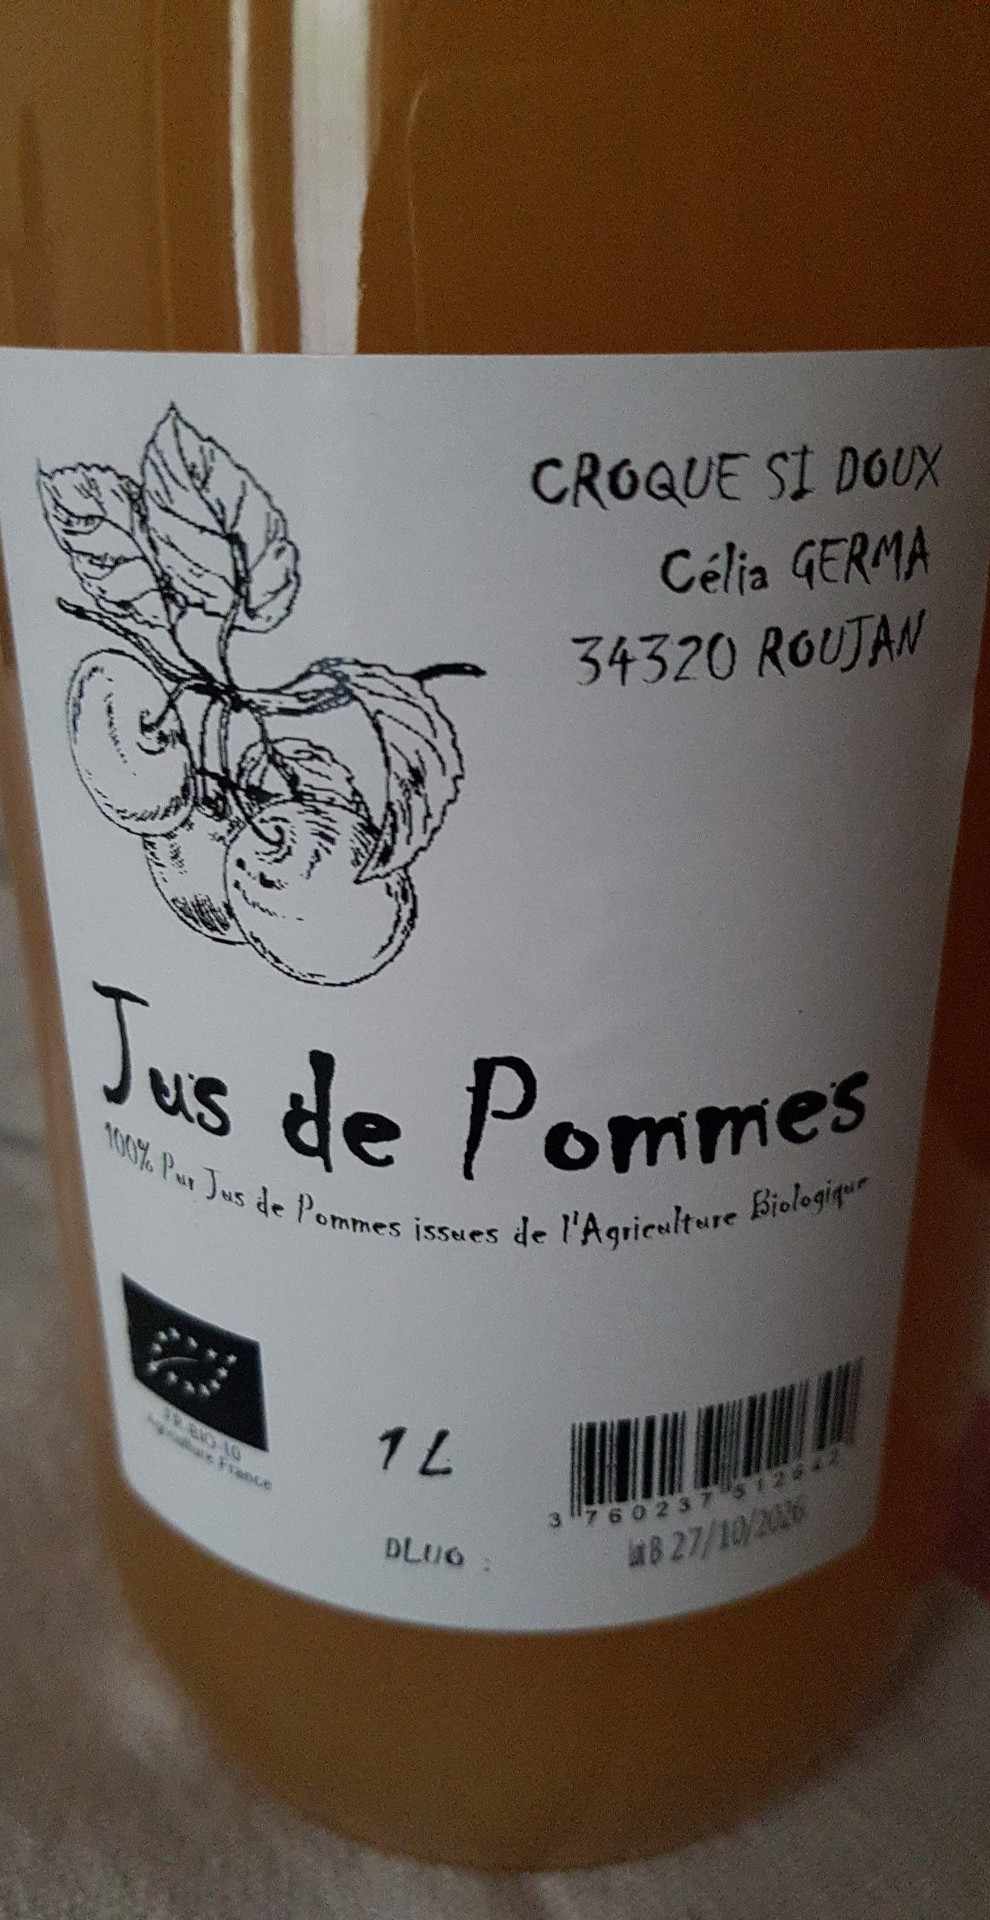 CROQUE SI DOUX
Célia GERMA
34320 ROUJAN
Jus de Pommes
100% Pur Jus de Pommes issues de l'Agriculture Biologique
FR-BIO-10
Agriculture France
1 L
3 760237 512642
DLUO :
lot B 27/10/2026